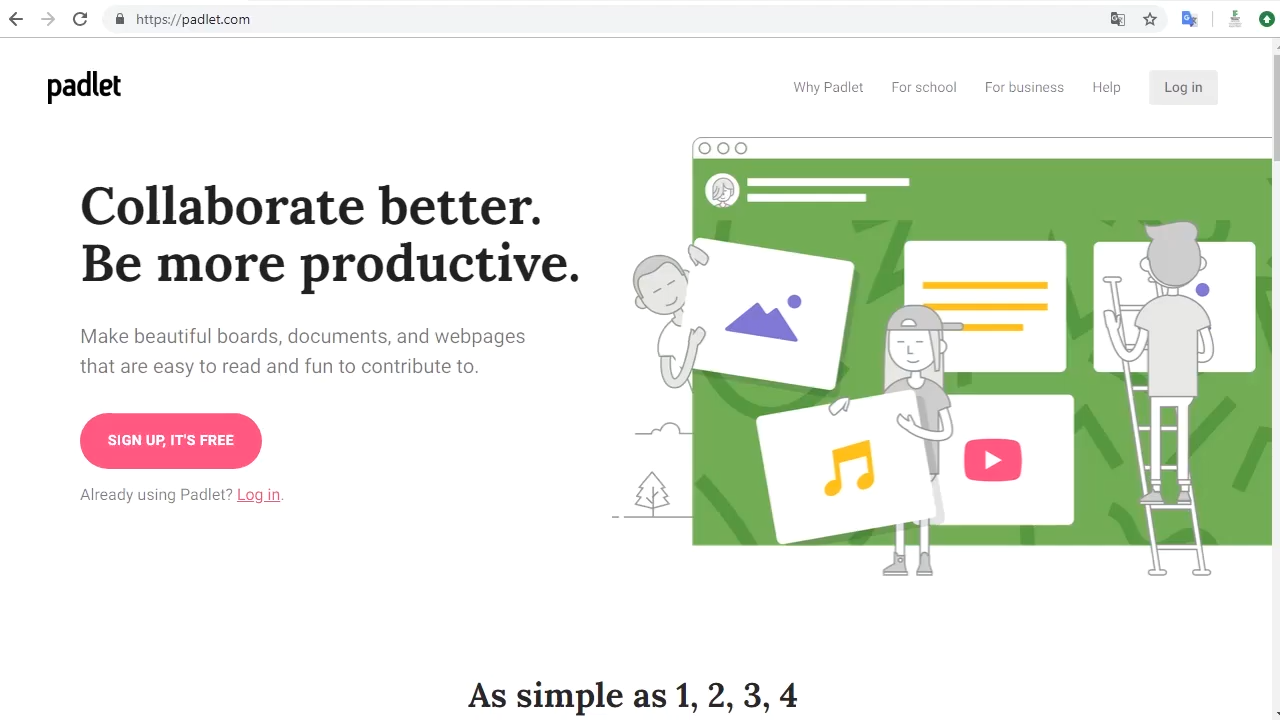 https://padlet.com
padlet
Why Padlet
For school
For business
Help
Log in
Collaborate better.
Be more productive.
Make beautiful boards, documents, and webpages
that are easy to read and fun to contribute to.
SIGN UP, IT'S FREE
Already using Padlet? Log in.
As simple as 1, 2, 3, 4